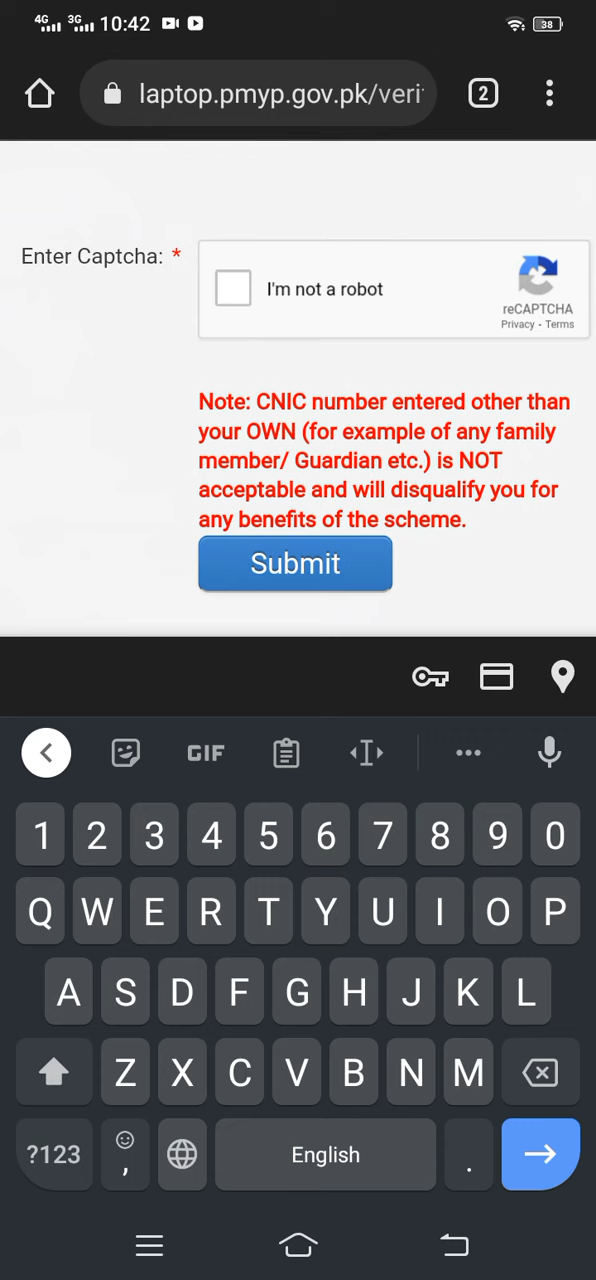 4G 3G 10:42 38
laptop.pmyp.gov.pk/veri
2
Enter Captcha: *
I'm not a robot
reCAPTCHA
Privacy - Terms
Note: CNIC number entered other than
your OWN (for example of any family
member/ Guardian etc.) is NOT
acceptable and will disqualify you for
any benefits of the scheme.
Submit
GIF
1 2 3 4 5 6 7 8 9 0
Q W E R T Y U I O P
A S D F G H J K L
Z X C V B N M
?123 , English .